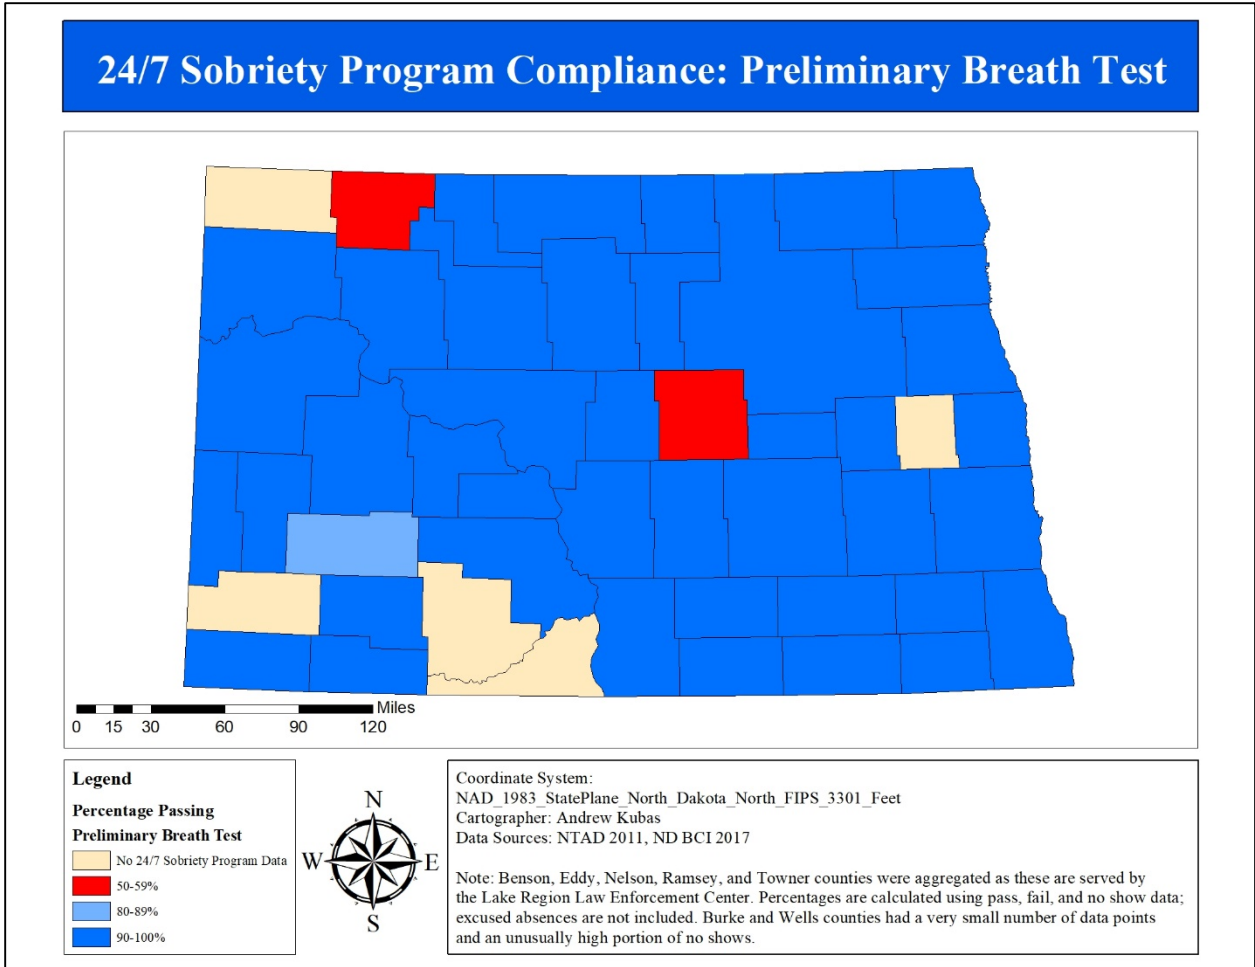 24/7 Sobriety Program Compliance: Preliminary Breath Test
Miles
0 15 30 60 90 120
Legend
Percentage Passing
Preliminary Breath Test
No 24/7 Sobriety Program Data
50-59%
80-89%
90-100%
N
W E
S
Coordinate System:
NAD_1983_StatePlane_North_Dakota_North_FIPS_3301_Feet
Cartographer: Andrew Kubas
Data Sources: NTAD 2011, ND BCI 2017
Note: Benson, Eddy, Nelson, Ramsey, and Towner counties were aggregated as these are served by
the Lake Region Law Enforcement Center. Percentages are calculated using pass, fail, and no show data;
excused absences are not included. Burke and Wells counties had a very small number of data points
and an unusually high portion of no shows.